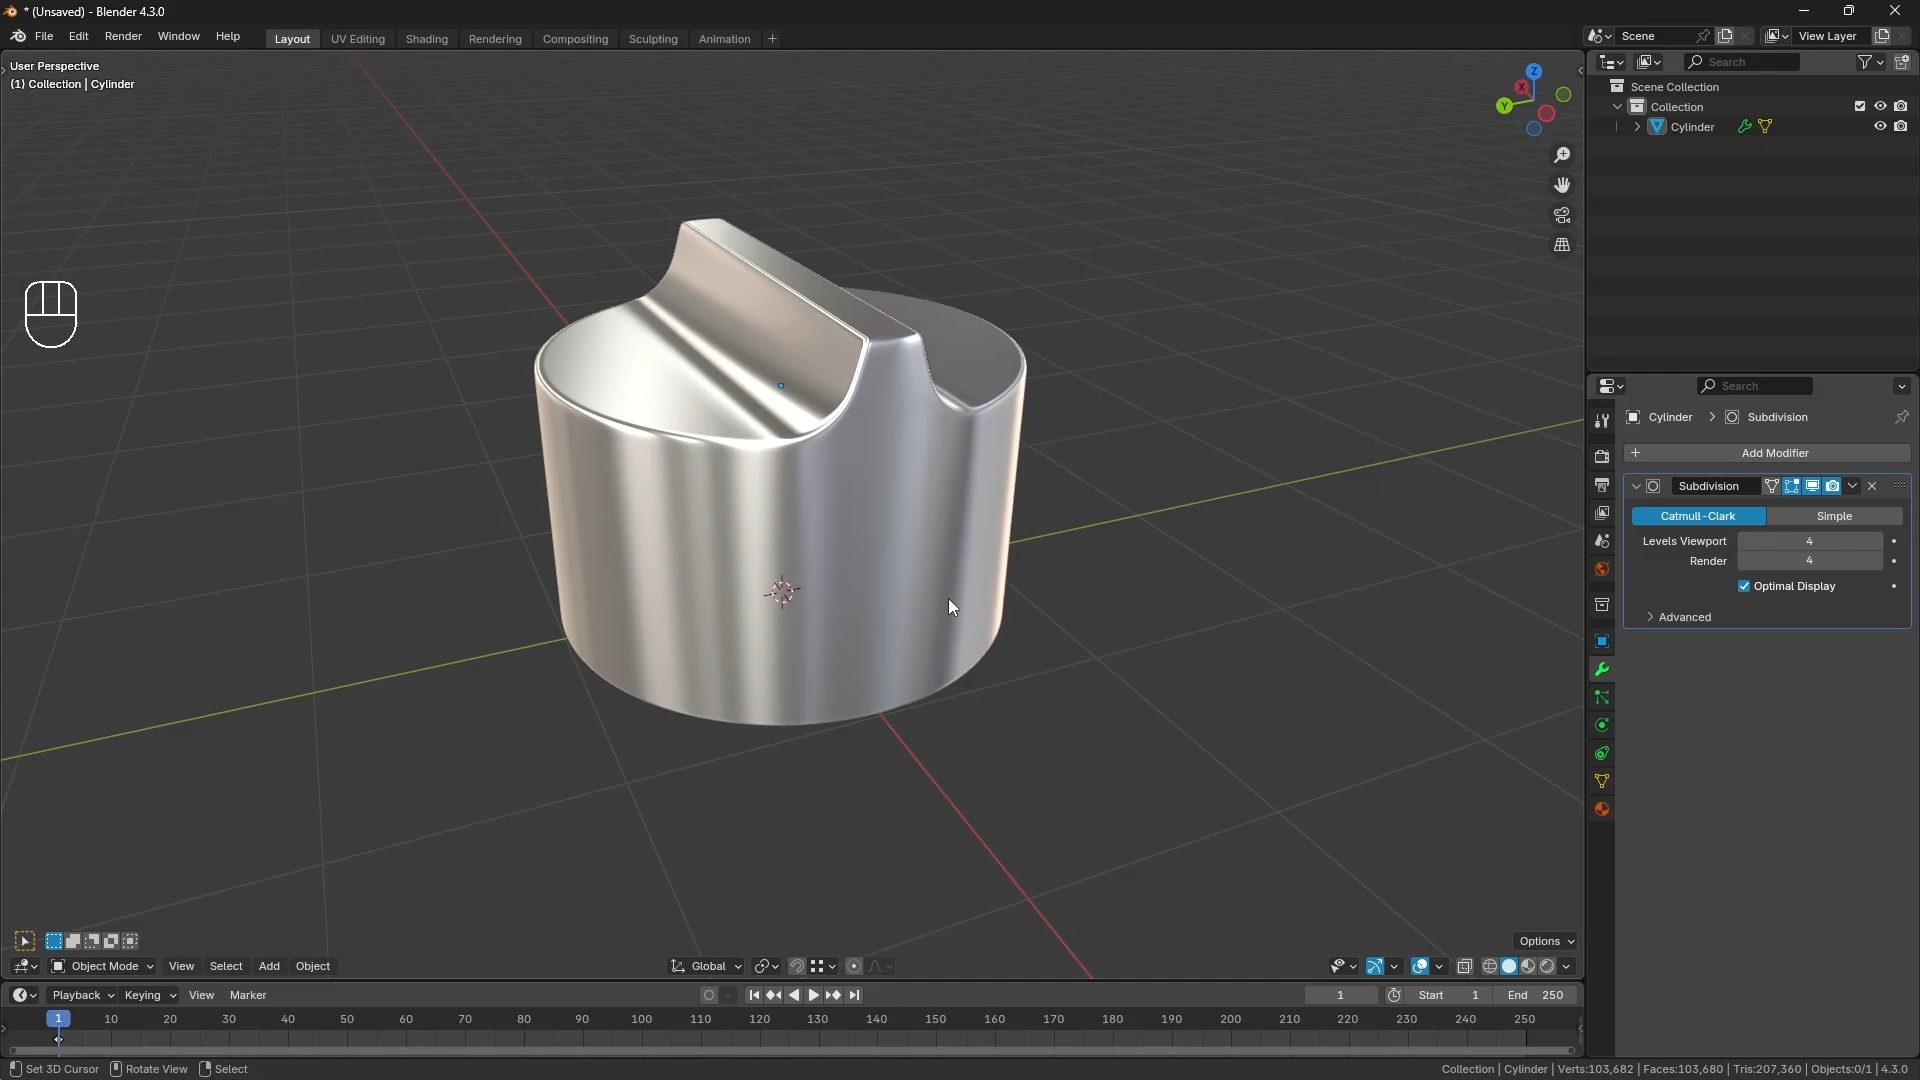 * (Unsaved) - Blender 4.3.0
File Edit Render Window Help Layout UV Editing Shading Rendering Compositing Sculpting Animation +
Scene View Layer
User Perspective
(1) Collection | Cylinder
Z
X
Y
Search
Scene Collection
Collection
Cylinder
Search
Cylinder > Subdivision
+ Add Modifier
Subdivision
Catmull-Clark Simple
Levels Viewport 4
Render 4
Optimal Display
Advanced
Options
Object Mode View Select Add Object Global
Playback Keying View Marker 1 Start 1 End 250
1 10 20 30 40 50 60 70 80 90 100 110 120 130 140 150 160 170 180 190 200 210 220 230 240 250
Set 3D Cursor Rotate View Select
Collection | Cylinder | Verts:103,682 | Faces:103,680 | Tris:207,360 | Objects:0/1 | 4.3.0